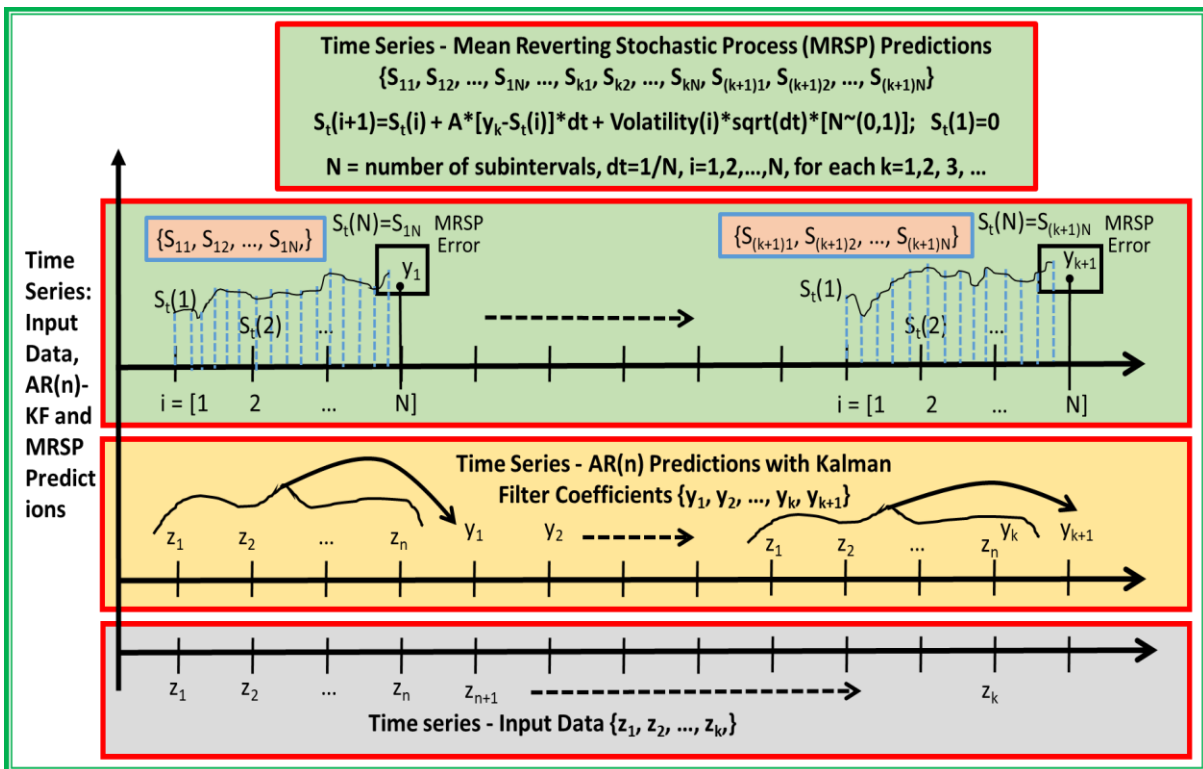 Time Series - Mean Reverting Stochastic Process (MRSP) Predictions
{S₁₁, S₁₂, ..., S₁N, ..., Sₖ₁, Sₖ₂, ..., SₖN, S₍ₖ₊₁₎₁, S₍ₖ₊₁₎₂, ..., S₍ₖ₊₁₎N}
Sₜ(i+1)=Sₜ(i) + A*[yₖ-Sₜ(i)]*dt + Volatility(i)*sqrt(dt)*[N~(0,1)]; Sₜ(1)=0
N = number of subintervals, dt=1/N, i=1,2,...,N, for each k=1,2, 3, ...
Time
Series:
Input
Data,
AR(n)-
KF and
MRSP
Predict
ions
{S₁₁, S₁₂, ..., S₁N,}
Sₜ(N)=S₁N
MRSP
Error
y₁
Sₜ(1)
Sₜ(2)
...
i = [1 2 ... N]
{S₍ₖ₊₁₎₁, S₍ₖ₊₁₎₂, ..., S₍ₖ₊₁₎N}
Sₜ(N)=S₍ₖ₊₁₎N
MRSP
Error
yₖ₊₁
Sₜ(1)
Sₜ(2)
...
i = [1 2 ... N]
Time Series - AR(n) Predictions with Kalman
Filter Coefficients {y₁, y₂, ..., yₖ, yₖ₊₁}
z₁ z₂ ... zₙ y₁ y₂ z₁ z₂ ... zₙ yₖ yₖ₊₁
z₁ z₂ ... zₙ zₙ₊₁ zₖ
Time series - Input Data {z₁, z₂, ..., zₖ,}